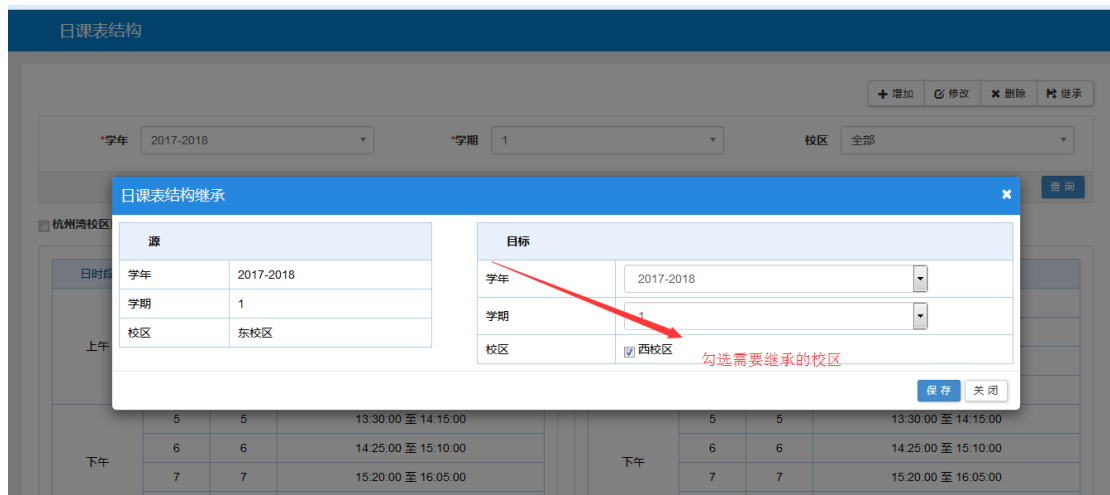 日课表结构
增加 修改 删除 继承
*学年 2017-2018 *学期 1 校区 全部
查 询
日课表结构继承
杭州湾校区
源 目标
日时段
学年 2017-2018 学年 2017-2018
学期 1 学期 1
校区 东校区 校区 西校区
上午
勾选需要继承的校区
保 存 关 闭
5 5 13:30:00 至 14:15:00 5 5 13:30:00 至 14:15:00
下午 6 6 14:25:00 至 15:10:00 下午 6 6 14:25:00 至 15:10:00
7 7 15:20:00 至 16:05:00 7 7 15:20:00 至 16:05:00